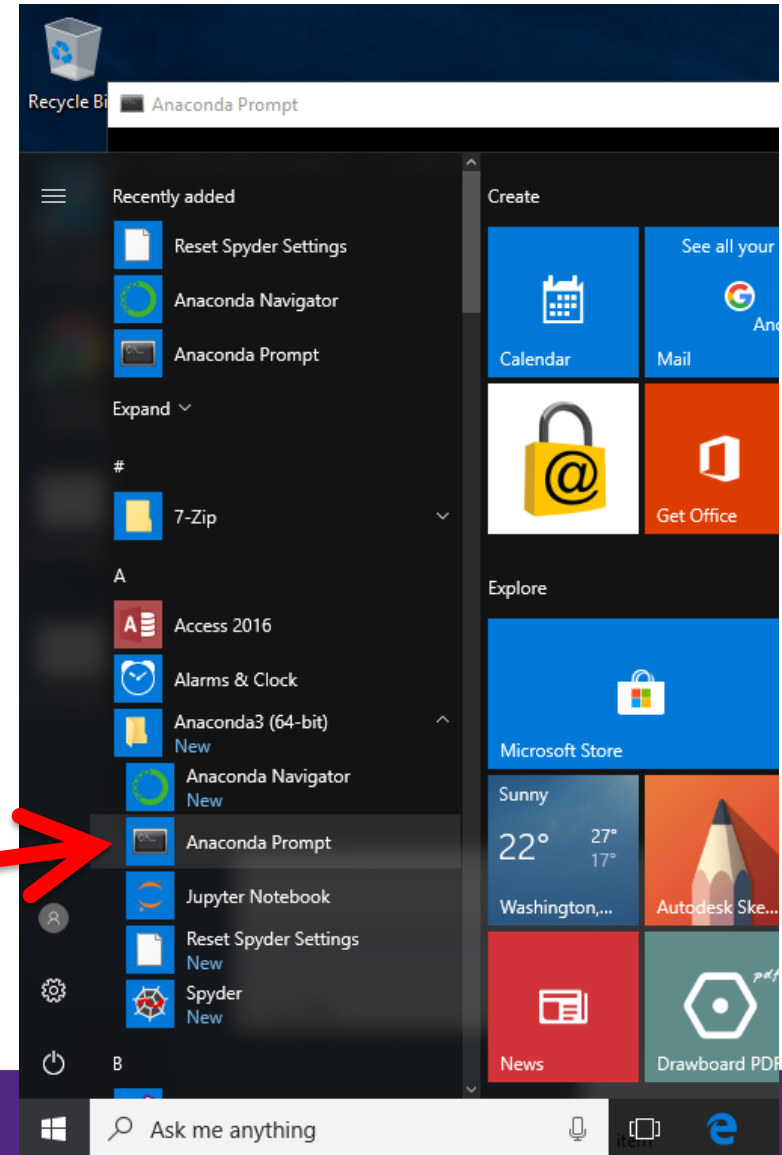 Recycle Bi
Anaconda Prompt
Recently added
Reset Spyder Settings
Anaconda Navigator
Anaconda Prompt
Expand
#
7-Zip
A
Access 2016
Alarms & Clock
Anaconda3 (64-bit)
New
Anaconda Navigator
New
Anaconda Prompt
Jupyter Notebook
Reset Spyder Settings
New
Spyder
New
B
Create
See all your
G
And
Calendar
Mail
@
Get Office
Explore
Microsoft Store
Sunny
22° 27°
17°
Washington,...
Autodesk Ske...
pdf
News
Drawboard PDF
Ask me anything
item